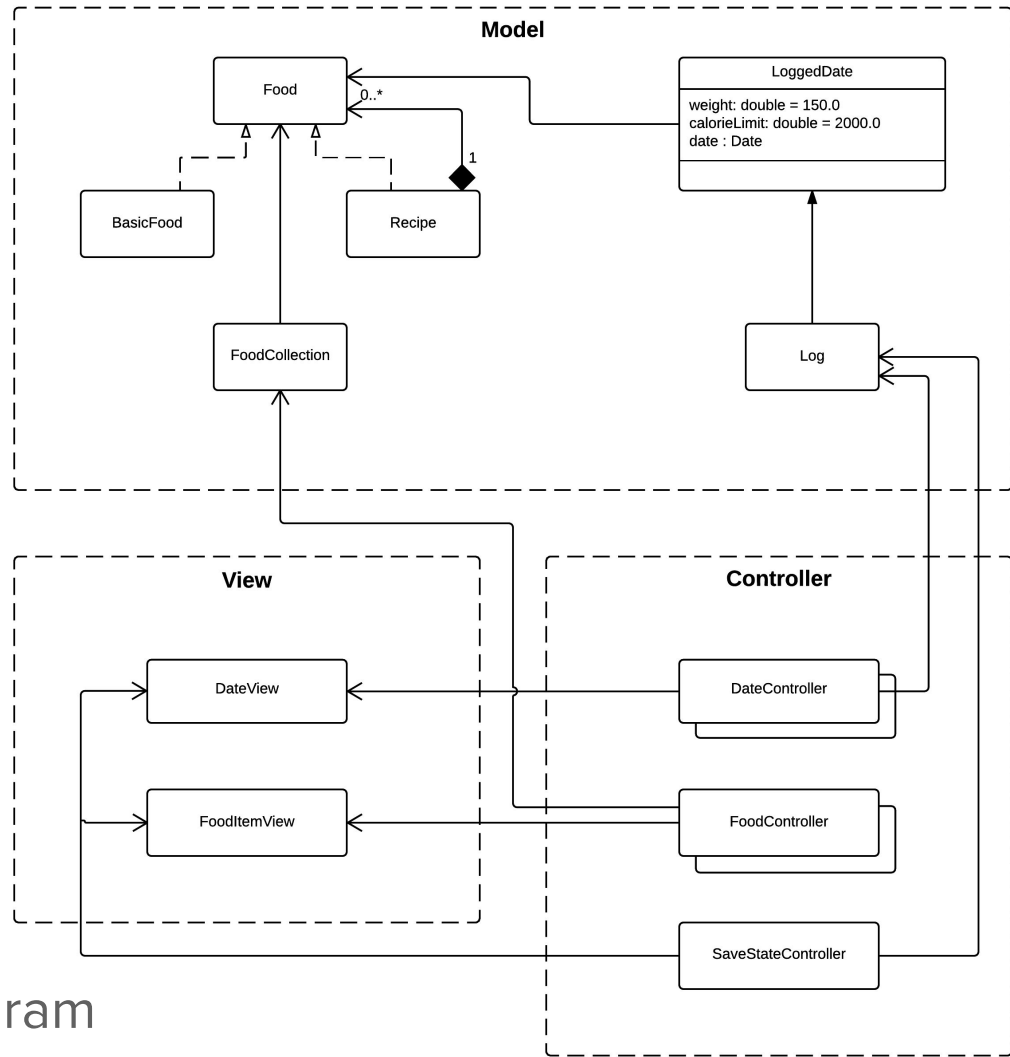 Model
Food
0..*
1
BasicFood
Recipe
FoodCollection
LoggedDate
weight: double = 150.0
calorieLimit: double = 2000.0
date : Date
Log
View
DateView
FoodItemView
Controller
DateController
FoodController
SaveStateController
ram